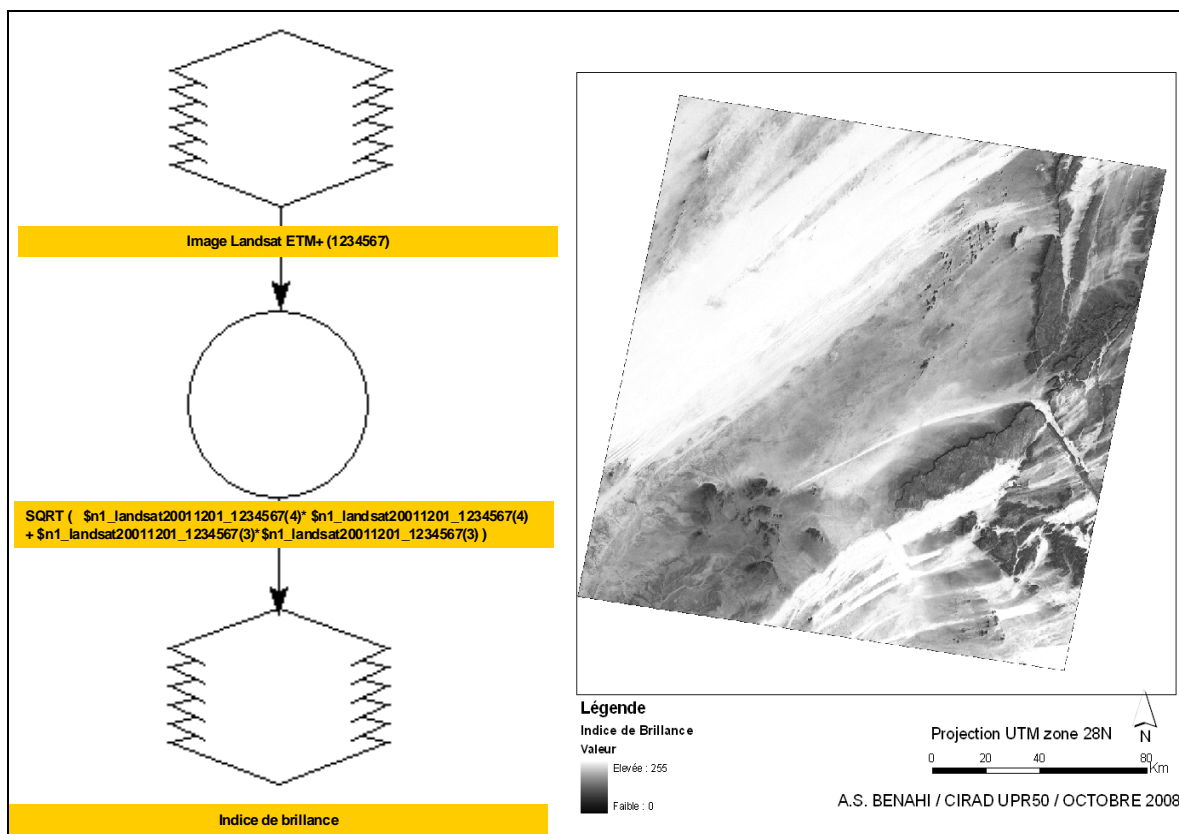 Image Landsat ETM+ (1234567)
SQRT ( $n1_landsat20011201_1234567(4)* $n1_landsat20011201_1234567(4)
+ $n1_landsat20011201_1234567(3)*$n1_landsat20011201_1234567(3) )
Indice de brillance
Légende
Indice de Brillance
Valeur
Elevée : 255
Faible : 0
Projection UTM zone 28N
N
0 20 40 80
Km
A.S. BENAHI / CIRAD UPR50 / OCTOBRE 2008